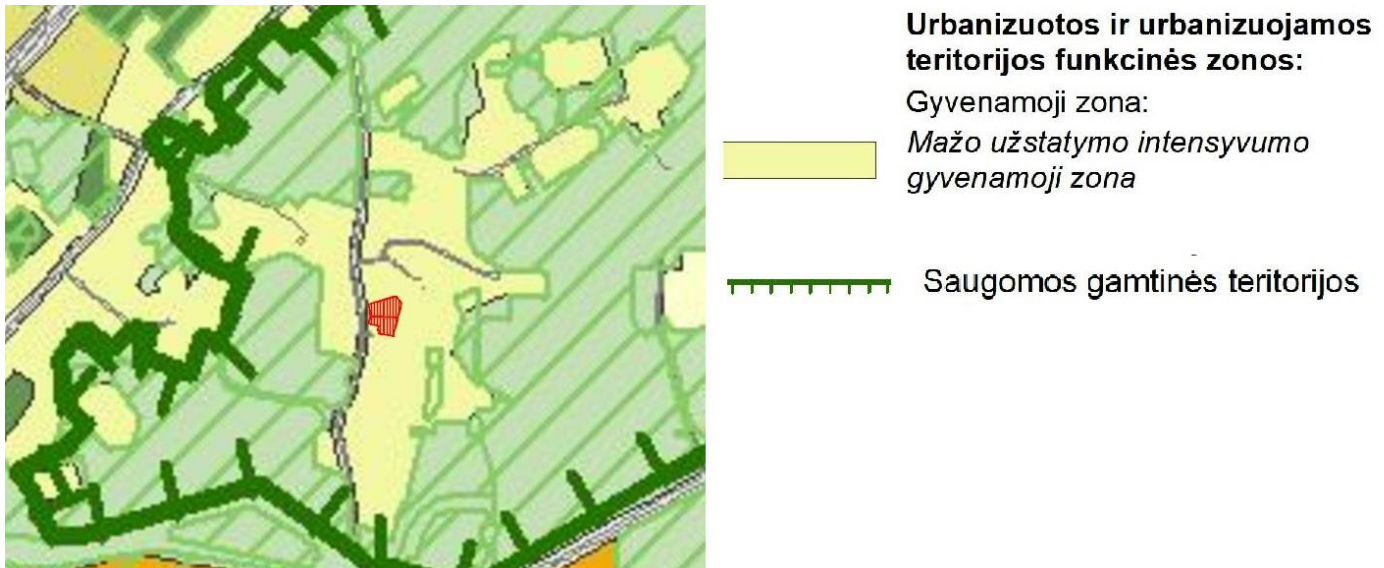 Urbanizuotos ir urbanizuojamos
teritorijos funkcinės zonos:
Gyvenamoji zona:
Mažo užstatymo intensyvumo
gyvenamoji zona
Saugomos gamtinės teritorijos